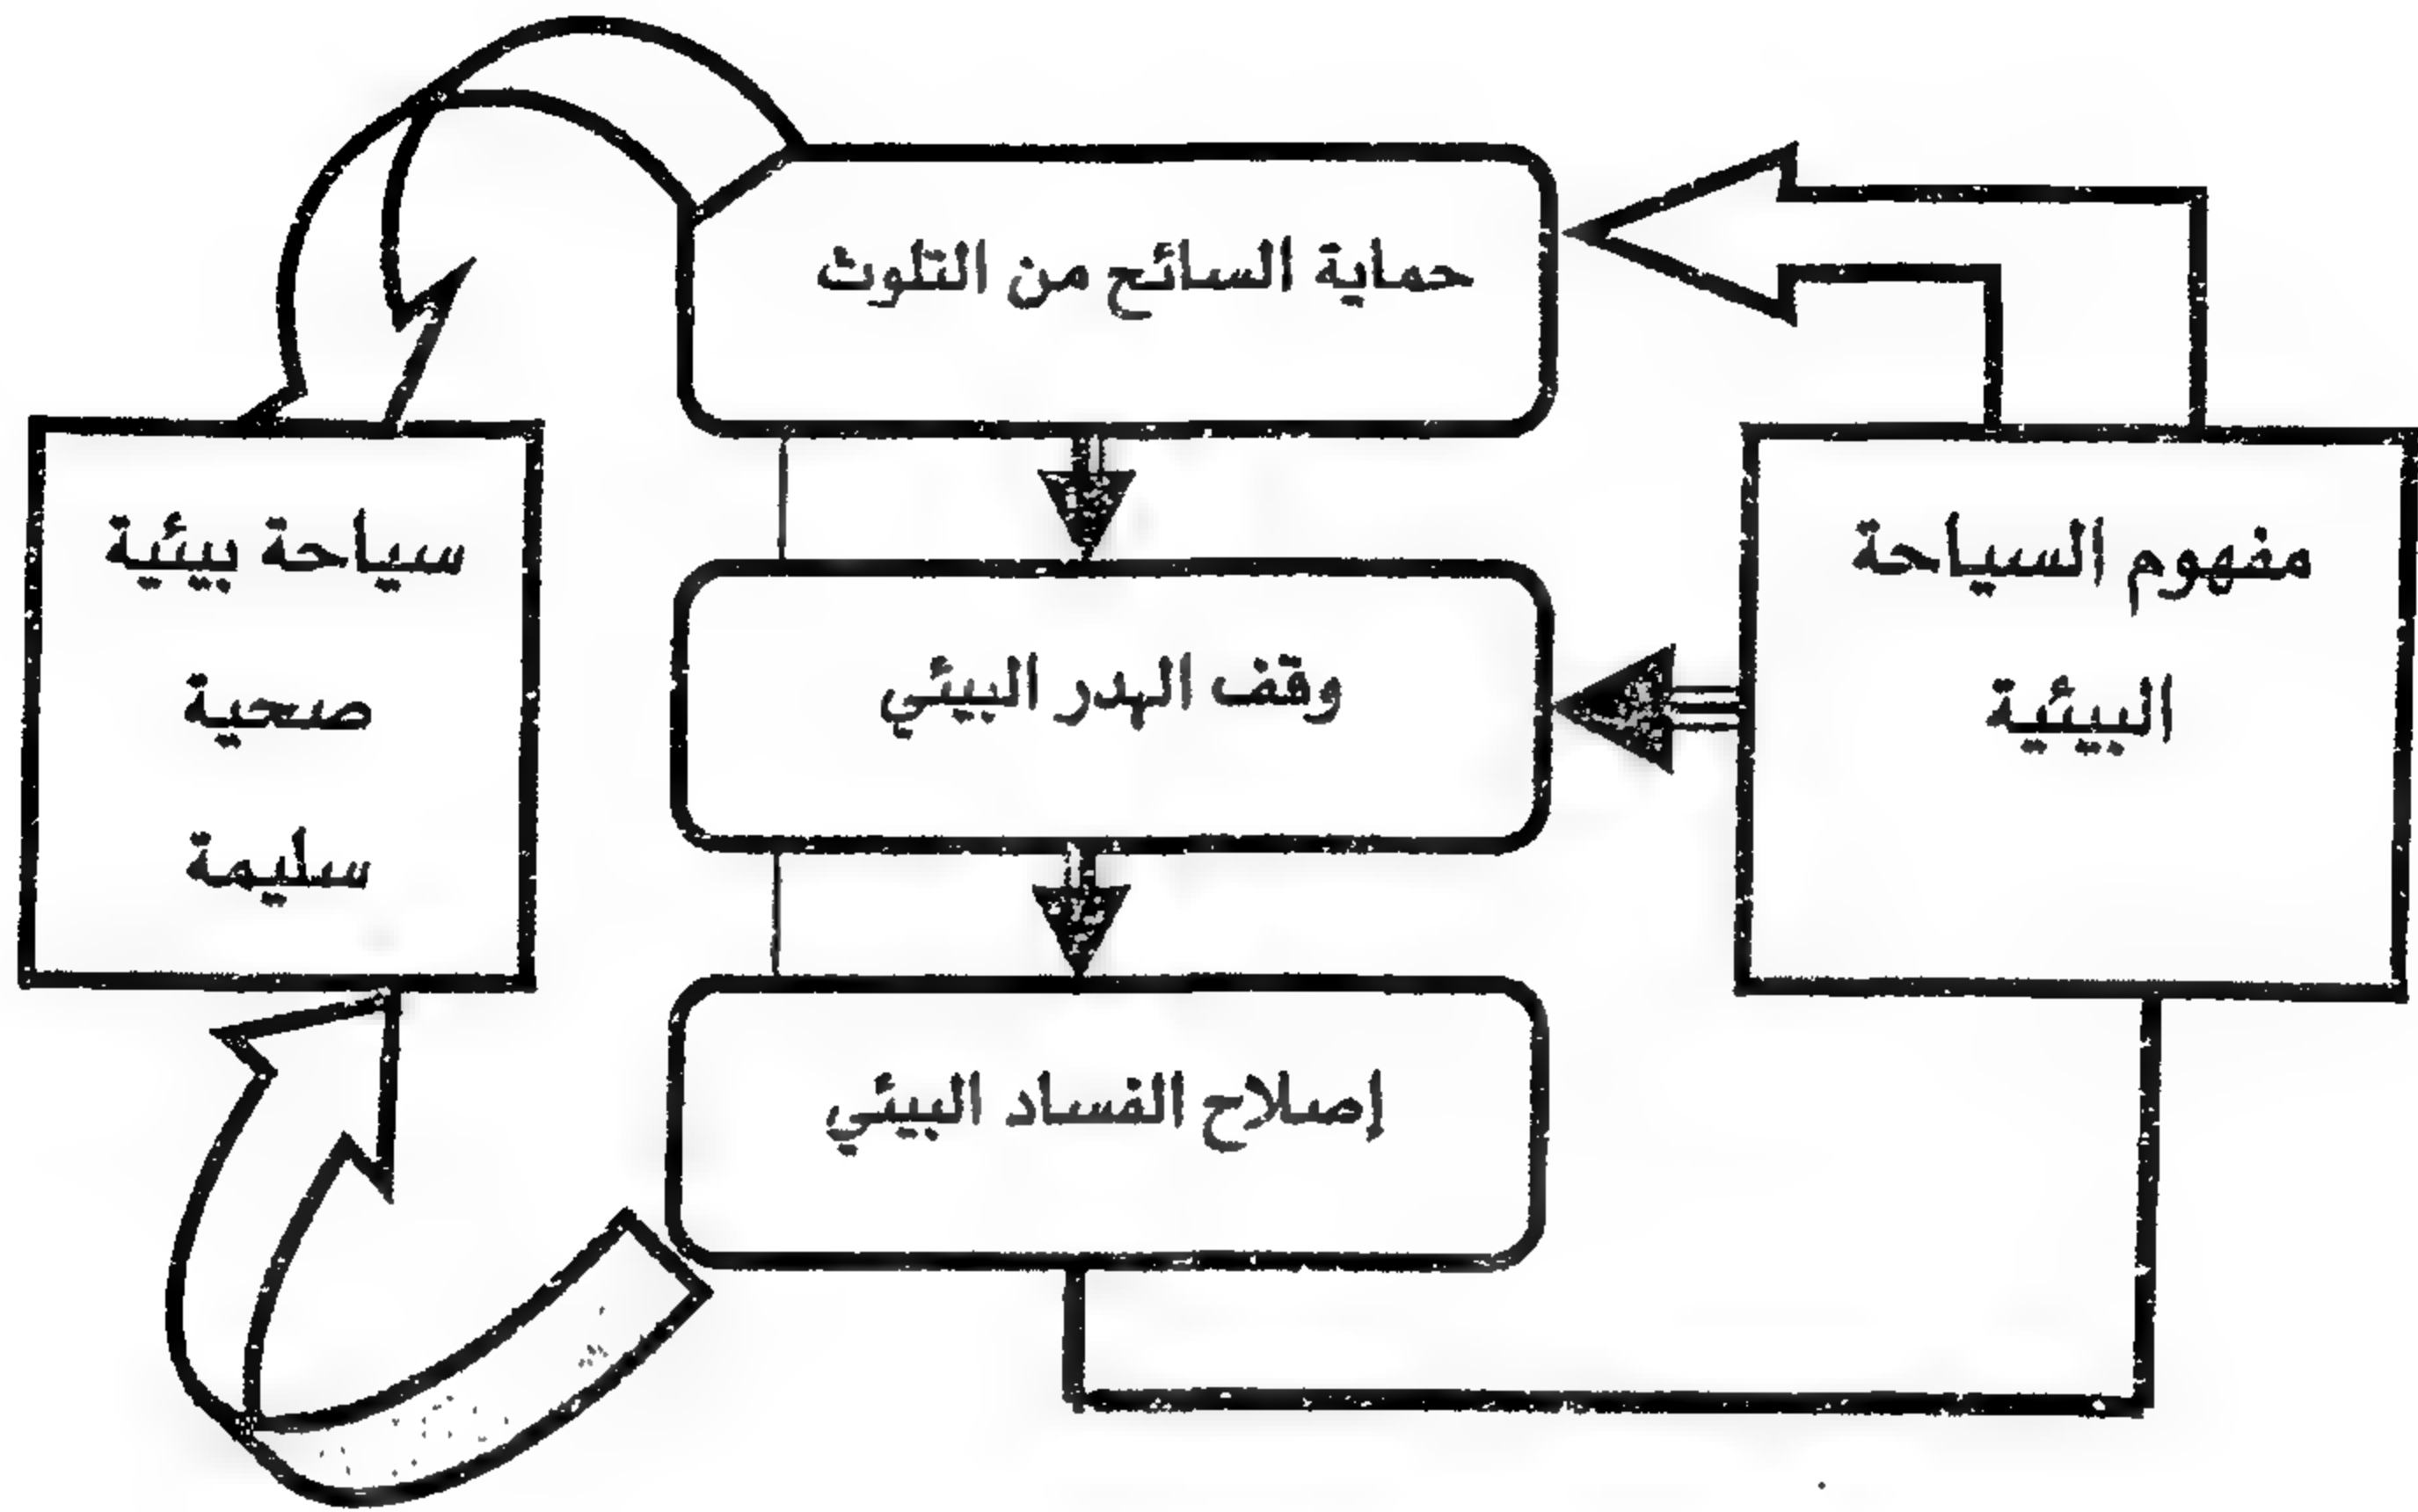 حماية السائح من التلوث
مفهوم السياحة
البيئية
وقف الهدر البيئي
إصلاح الفساد البيئي
سياحة بيئية
صحية
سليمة